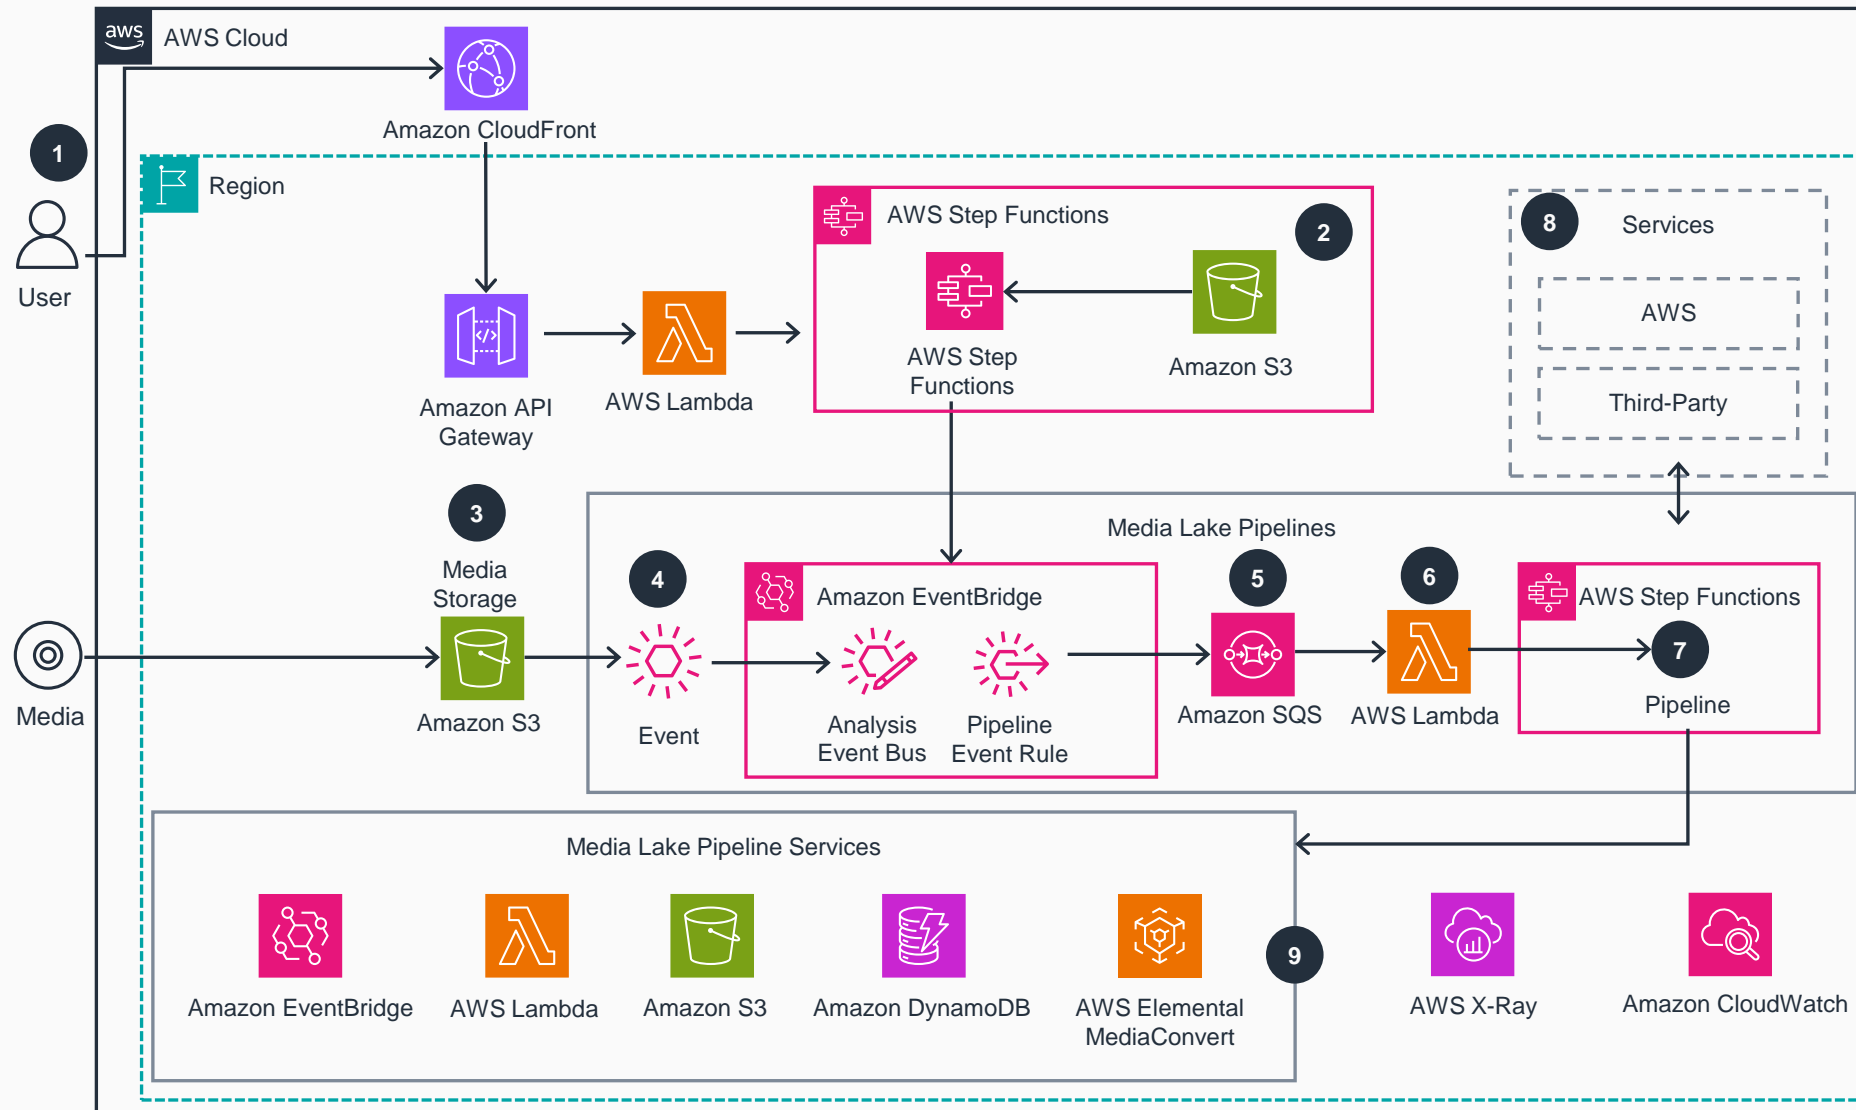 aws
AWS Cloud
Amazon CloudFront
1
User
Region
Amazon API
Gateway
AWS Lambda
AWS Step Functions
2
AWS Step
Functions
Amazon S3
8
Services
AWS
Third-Party
3
Media
Storage
Amazon S3
Media
Media Lake Pipelines
4
Event
Amazon EventBridge
Analysis
Event Bus
Pipeline
Event Rule
5
Amazon SQS
6
AWS Lambda
AWS Step Functions
7
Pipeline
Media Lake Pipeline Services
Amazon EventBridge
AWS Lambda
Amazon S3
Amazon DynamoDB
AWS Elemental
MediaConvert
9
AWS X-Ray
Amazon CloudWatch